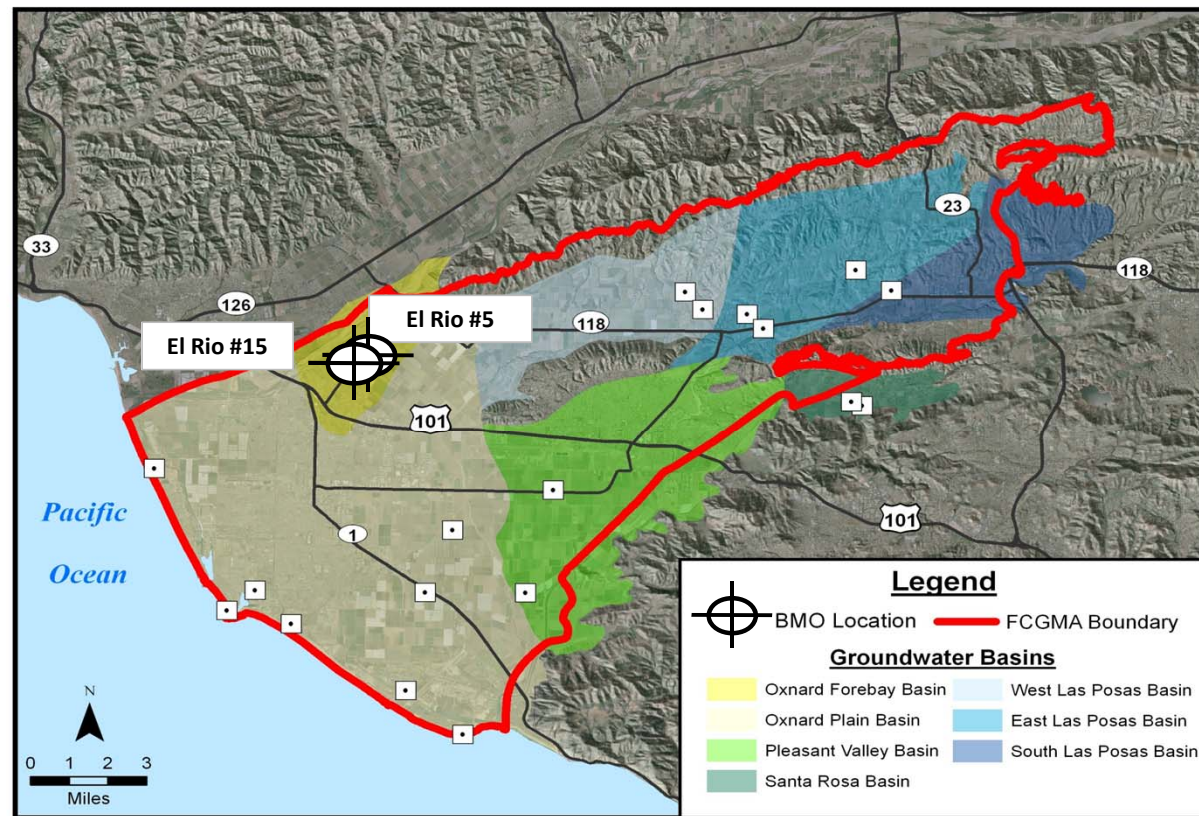 33
126
El Rio #15
El Rio #5
118
23
118
101
1
101
Pacific
Ocean
N
0 1 2 3
Miles
Legend
BMO Location
FCGMA Boundary
Groundwater Basins
Oxnard Forebay Basin
Oxnard Plain Basin
Pleasant Valley Basin
Santa Rosa Basin
West Las Posas Basin
East Las Posas Basin
South Las Posas Basin